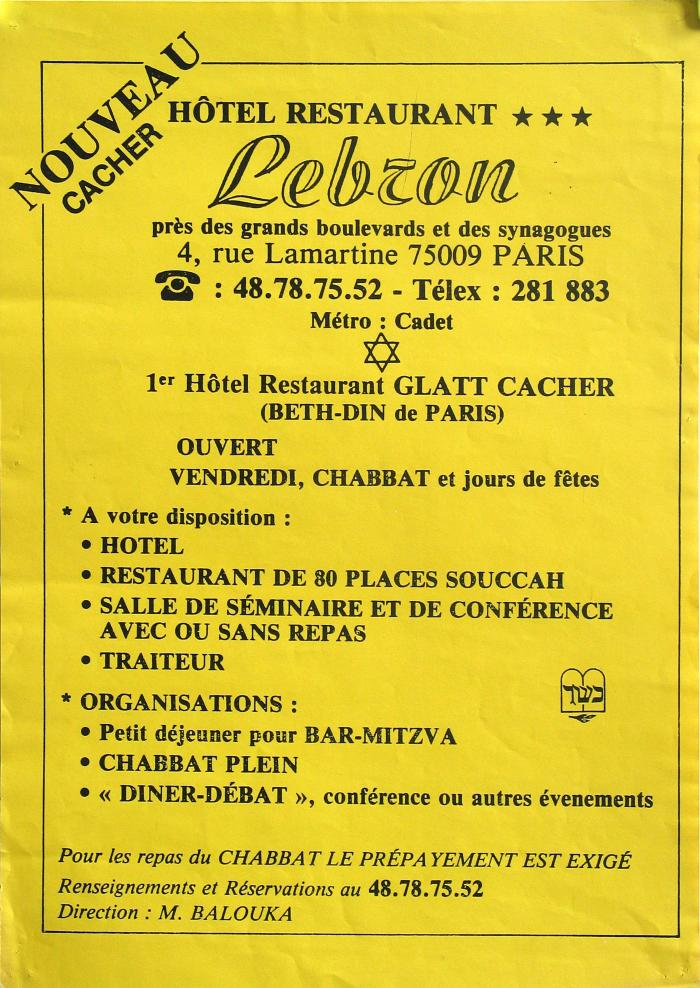 NOUVEAU
CACHER
HÔTEL RESTAURANT ★★★
Lebron
près des grands boulevards et des synagogues
4, rue Lamartine 75009 PARIS
☎ : 48.78.75.52 - Télex : 281 883
Métro : Cadet
1er Hôtel Restaurant GLATT CACHER
(BETH-DIN de PARIS)
OUVERT
VENDREDI, CHABBAT et jours de fêtes
* A votre disposition :
• HOTEL
• RESTAURANT DE 80 PLACES SOUCCAH
• SALLE DE SÉMINAIRE ET DE CONFÉRENCE
AVEC OU SANS REPAS
• TRAITEUR
כשר
* ORGANISATIONS :
• Petit déjeuner pour BAR-MITZVA
• CHABBAT PLEIN
• « DINER-DÉBAT », conférence ou autres évenements
Pour les repas du CHABBAT LE PRÉPAYEMENT EST EXIGÉ
Renseignements et Réservations au 48.78.75.52
Direction : M. BALOUKA